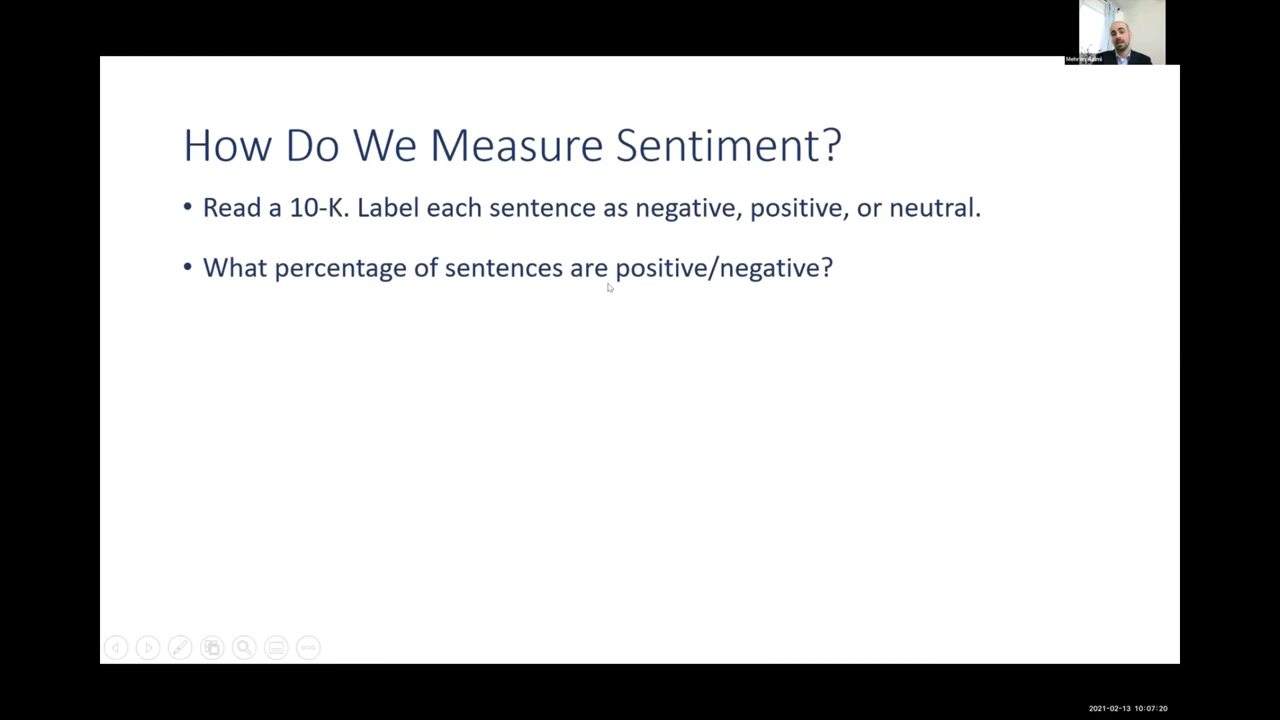 How Do We Measure Sentiment?
• Read a 10-K. Label each sentence as negative, positive, or neutral.
• What percentage of sentences are positive/negative?
2021-02-13 10:07:20